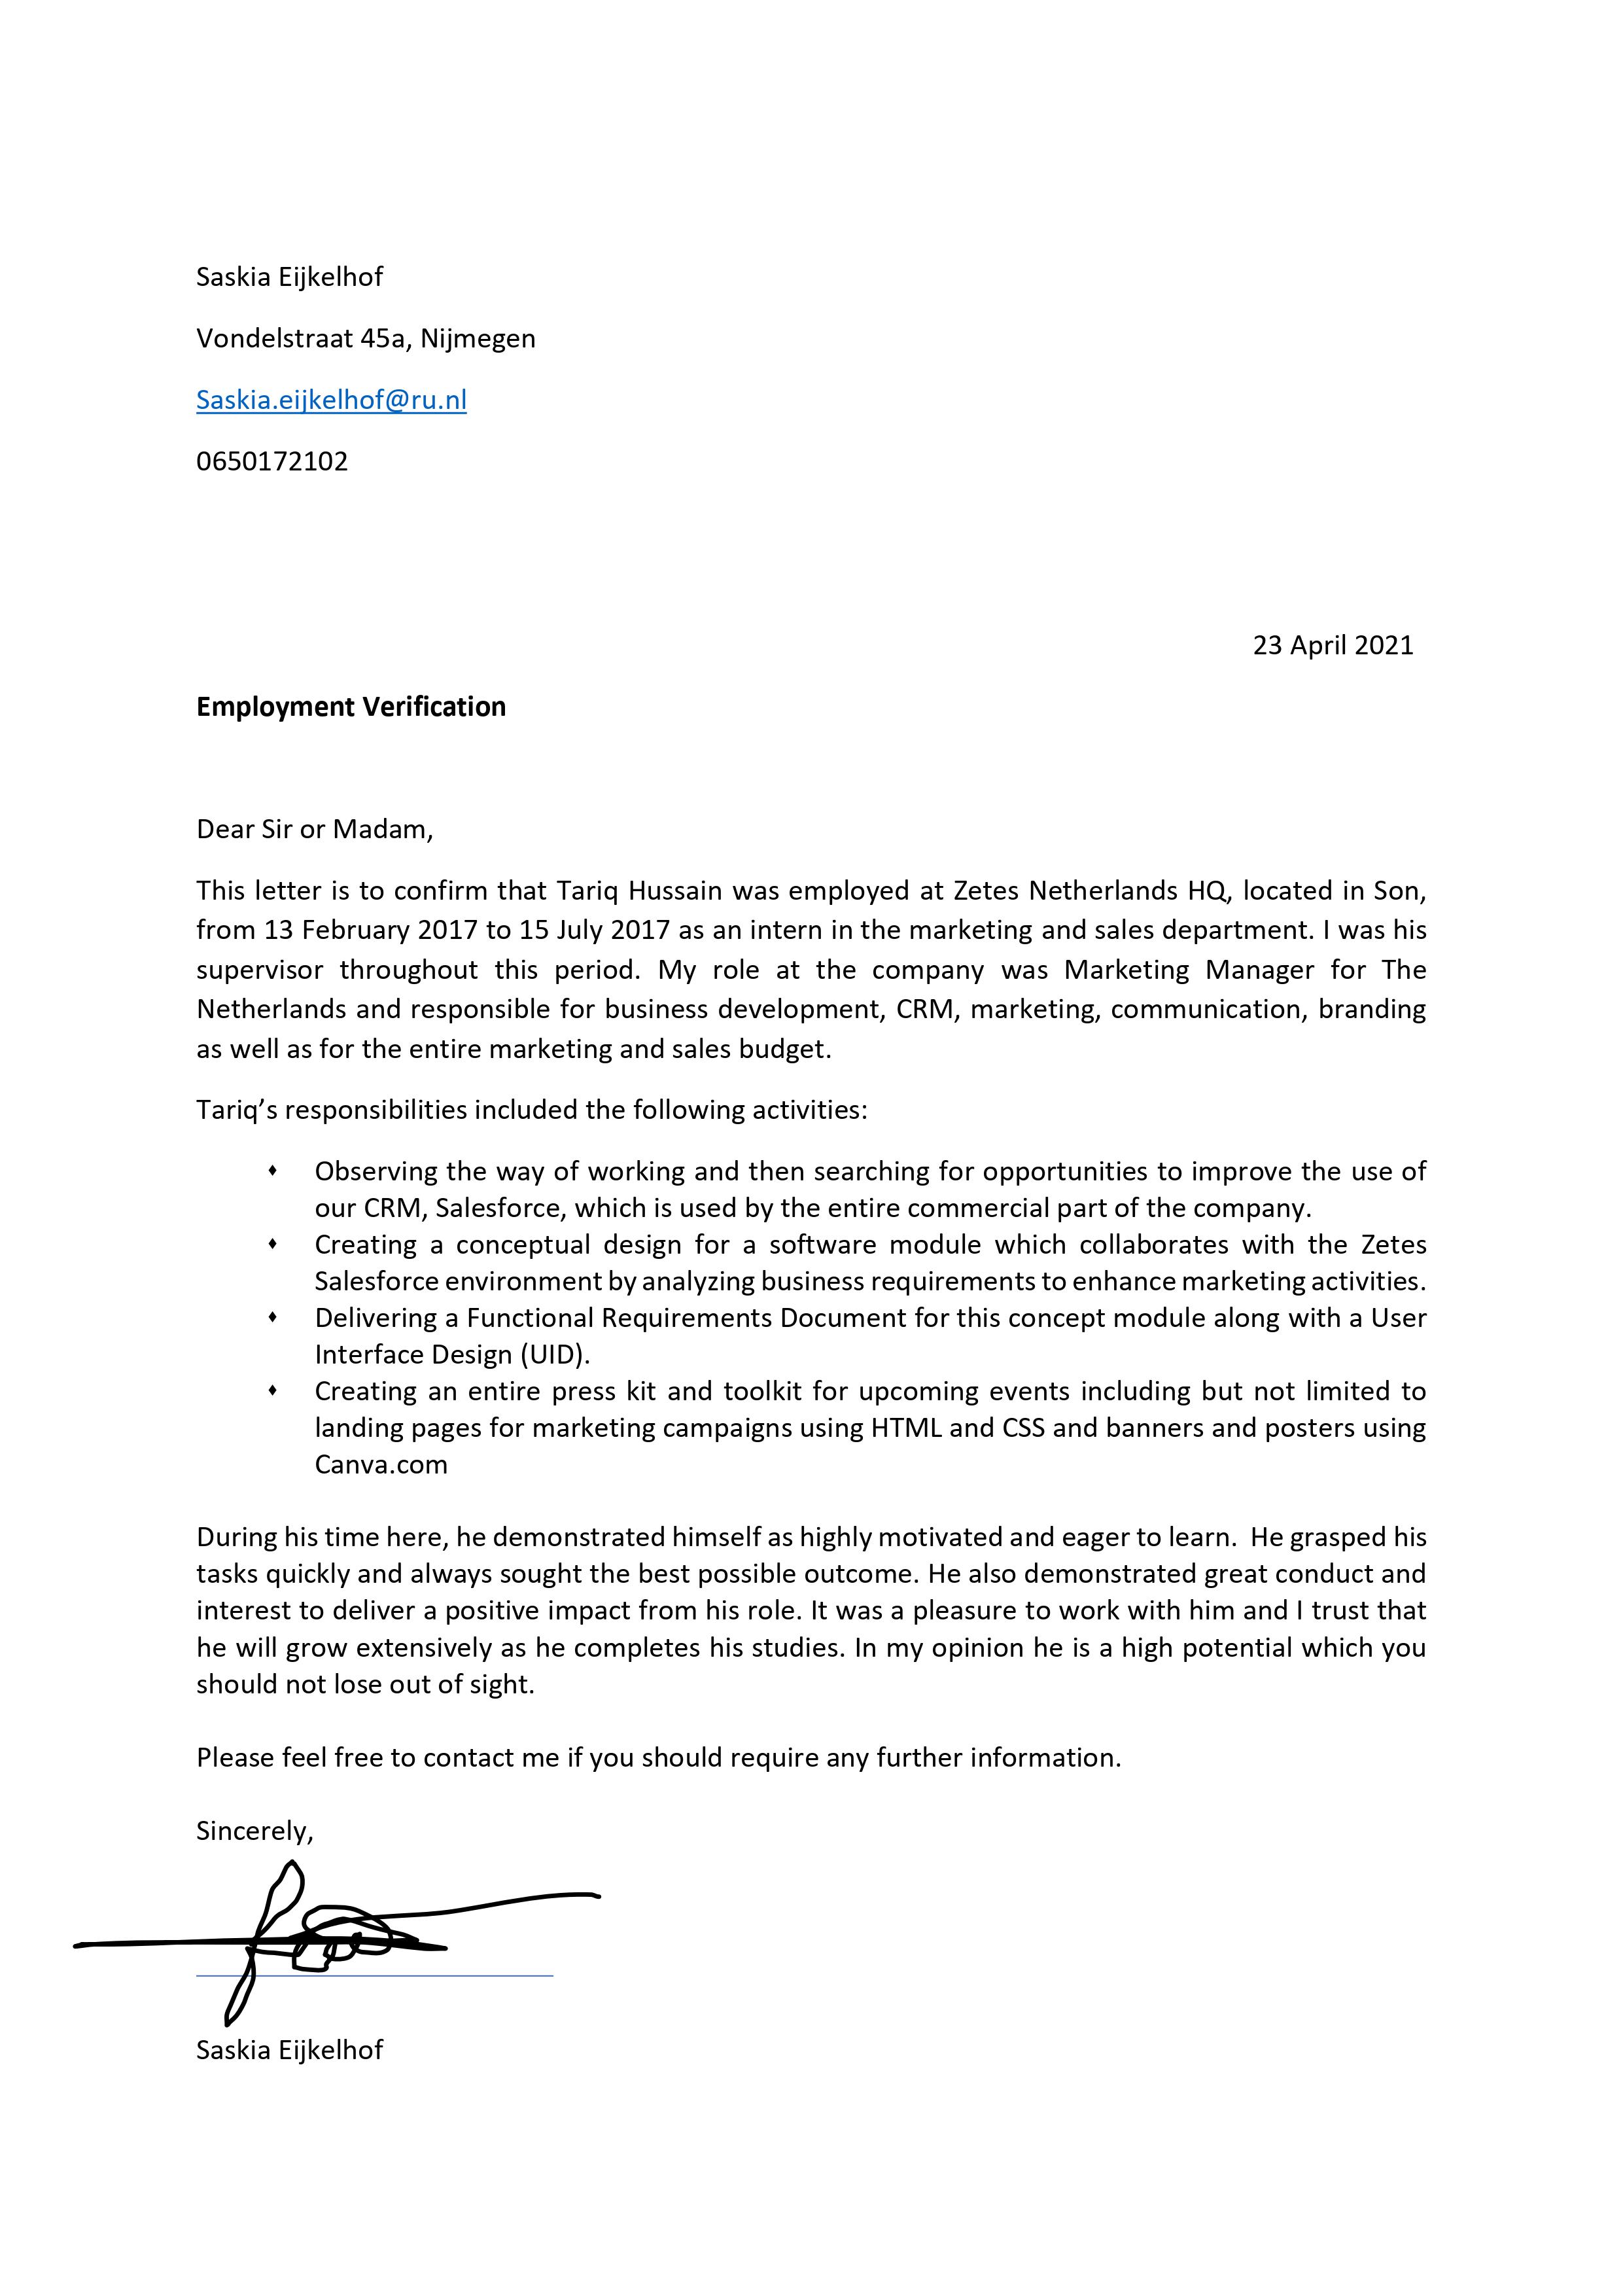 Saskia Eijkelhof
Vondelstraat 45a, Nijmegen
Saskia.eijkelhof@ru.nl
0650172102
23 April 2021
Employment Verification
Dear Sir or Madam,
This letter is to confirm that Tariq Hussain was employed at Zetes Netherlands HQ, located in Son,
from 13 February 2017 to 15 July 2017 as an intern in the marketing and sales department. I was his
supervisor throughout this period. My role at the company was Marketing Manager for The
Netherlands and responsible for business development, CRM, marketing, communication, branding
as well as for the entire marketing and sales budget.
Tariq’s responsibilities included the following activities:
♦ Observing the way of working and then searching for opportunities to improve the use of
our CRM, Salesforce, which is used by the entire commercial part of the company.
♦ Creating a conceptual design for a software module which collaborates with the Zetes
Salesforce environment by analyzing business requirements to enhance marketing activities.
♦ Delivering a Functional Requirements Document for this concept module along with a User
Interface Design (UID).
♦ Creating an entire press kit and toolkit for upcoming events including but not limited to
landing pages for marketing campaigns using HTML and CSS and banners and posters using
Canva.com
During his time here, he demonstrated himself as highly motivated and eager to learn.  He grasped his
tasks quickly and always sought the best possible outcome. He also demonstrated great conduct and
interest to deliver a positive impact from his role. It was a pleasure to work with him and I trust that
he will grow extensively as he completes his studies. In my opinion he is a high potential which you
should not lose out of sight.
Please feel free to contact me if you should require any further information.
Sincerely,
Saskia Eijkelhof